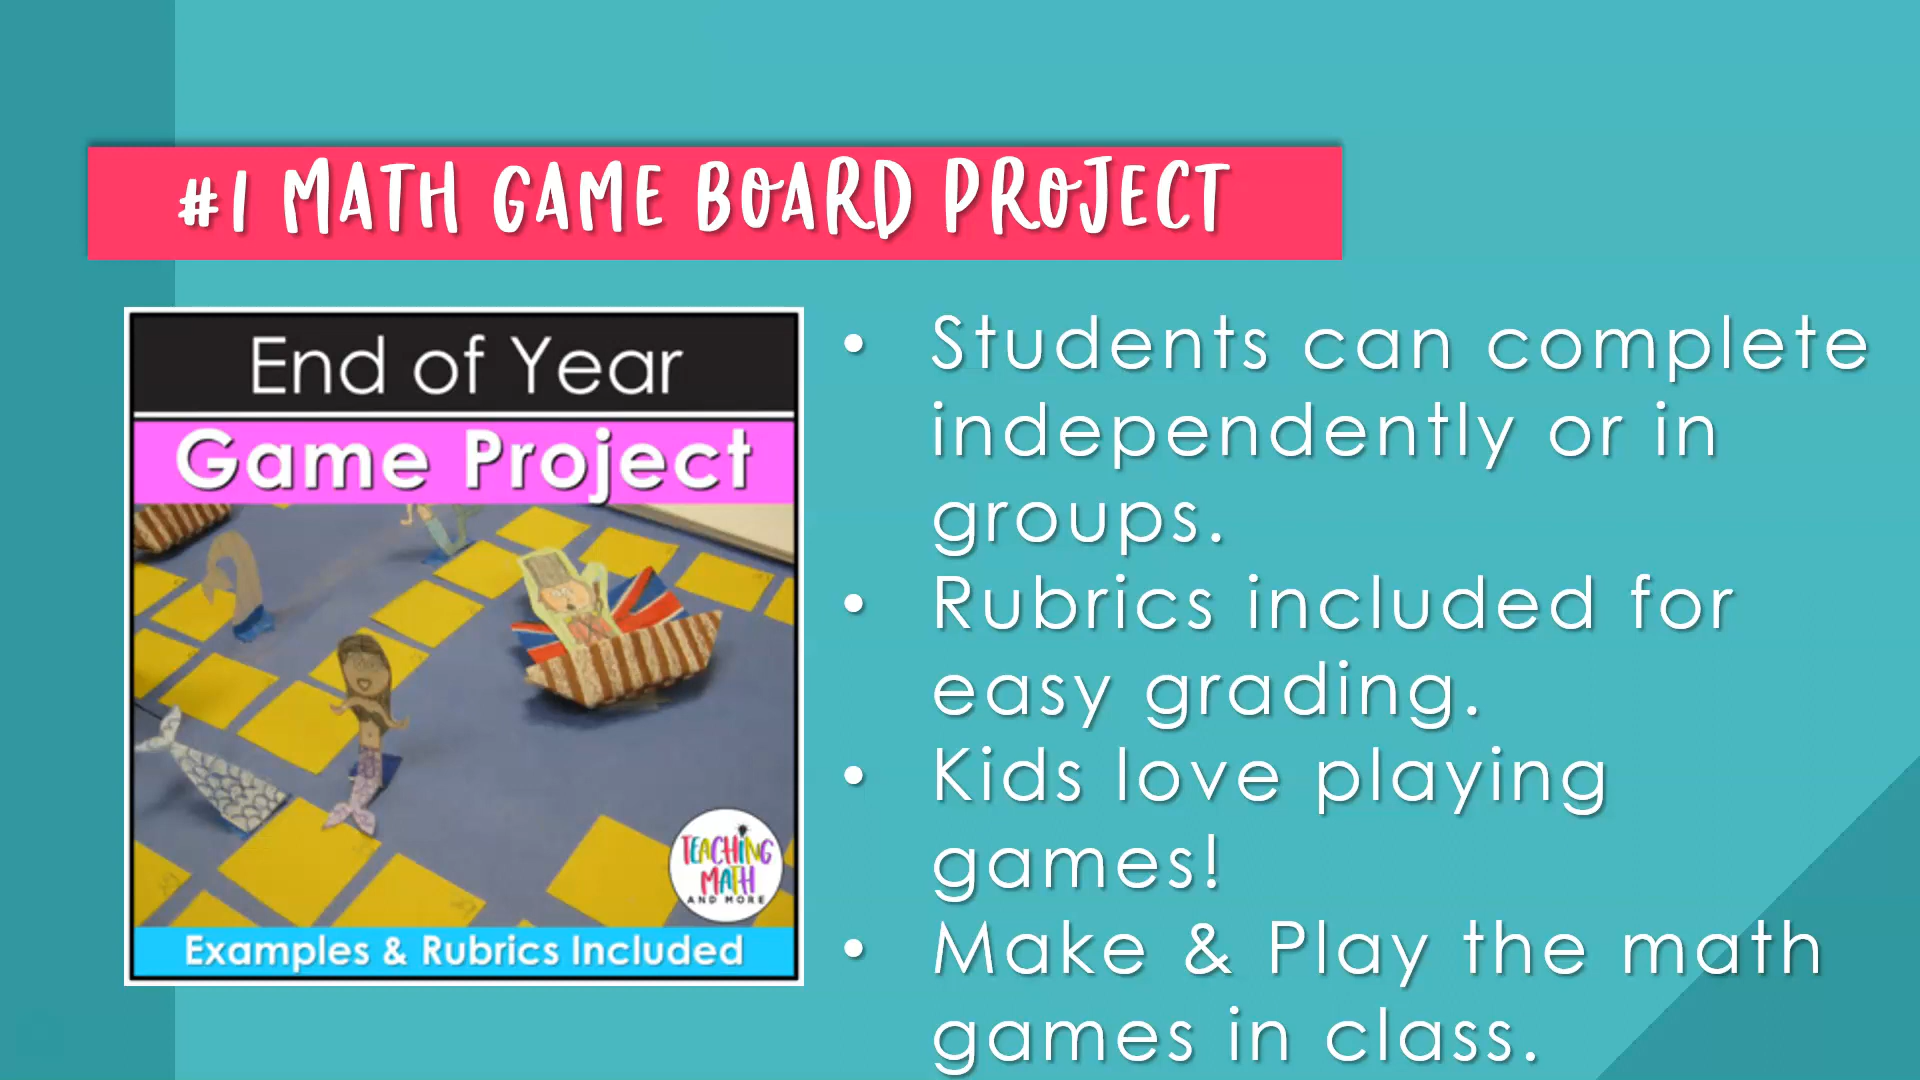 #1 MATH GAME BOARD PROJECT
End of Year
Game Project
TEACHING
MATH
AND MORE
Examples & Rubrics Included
• Students can complete
independently or in
groups.
• Rubrics included for
easy grading.
• Kids love playing
games!
• Make & Play the math
games in class.